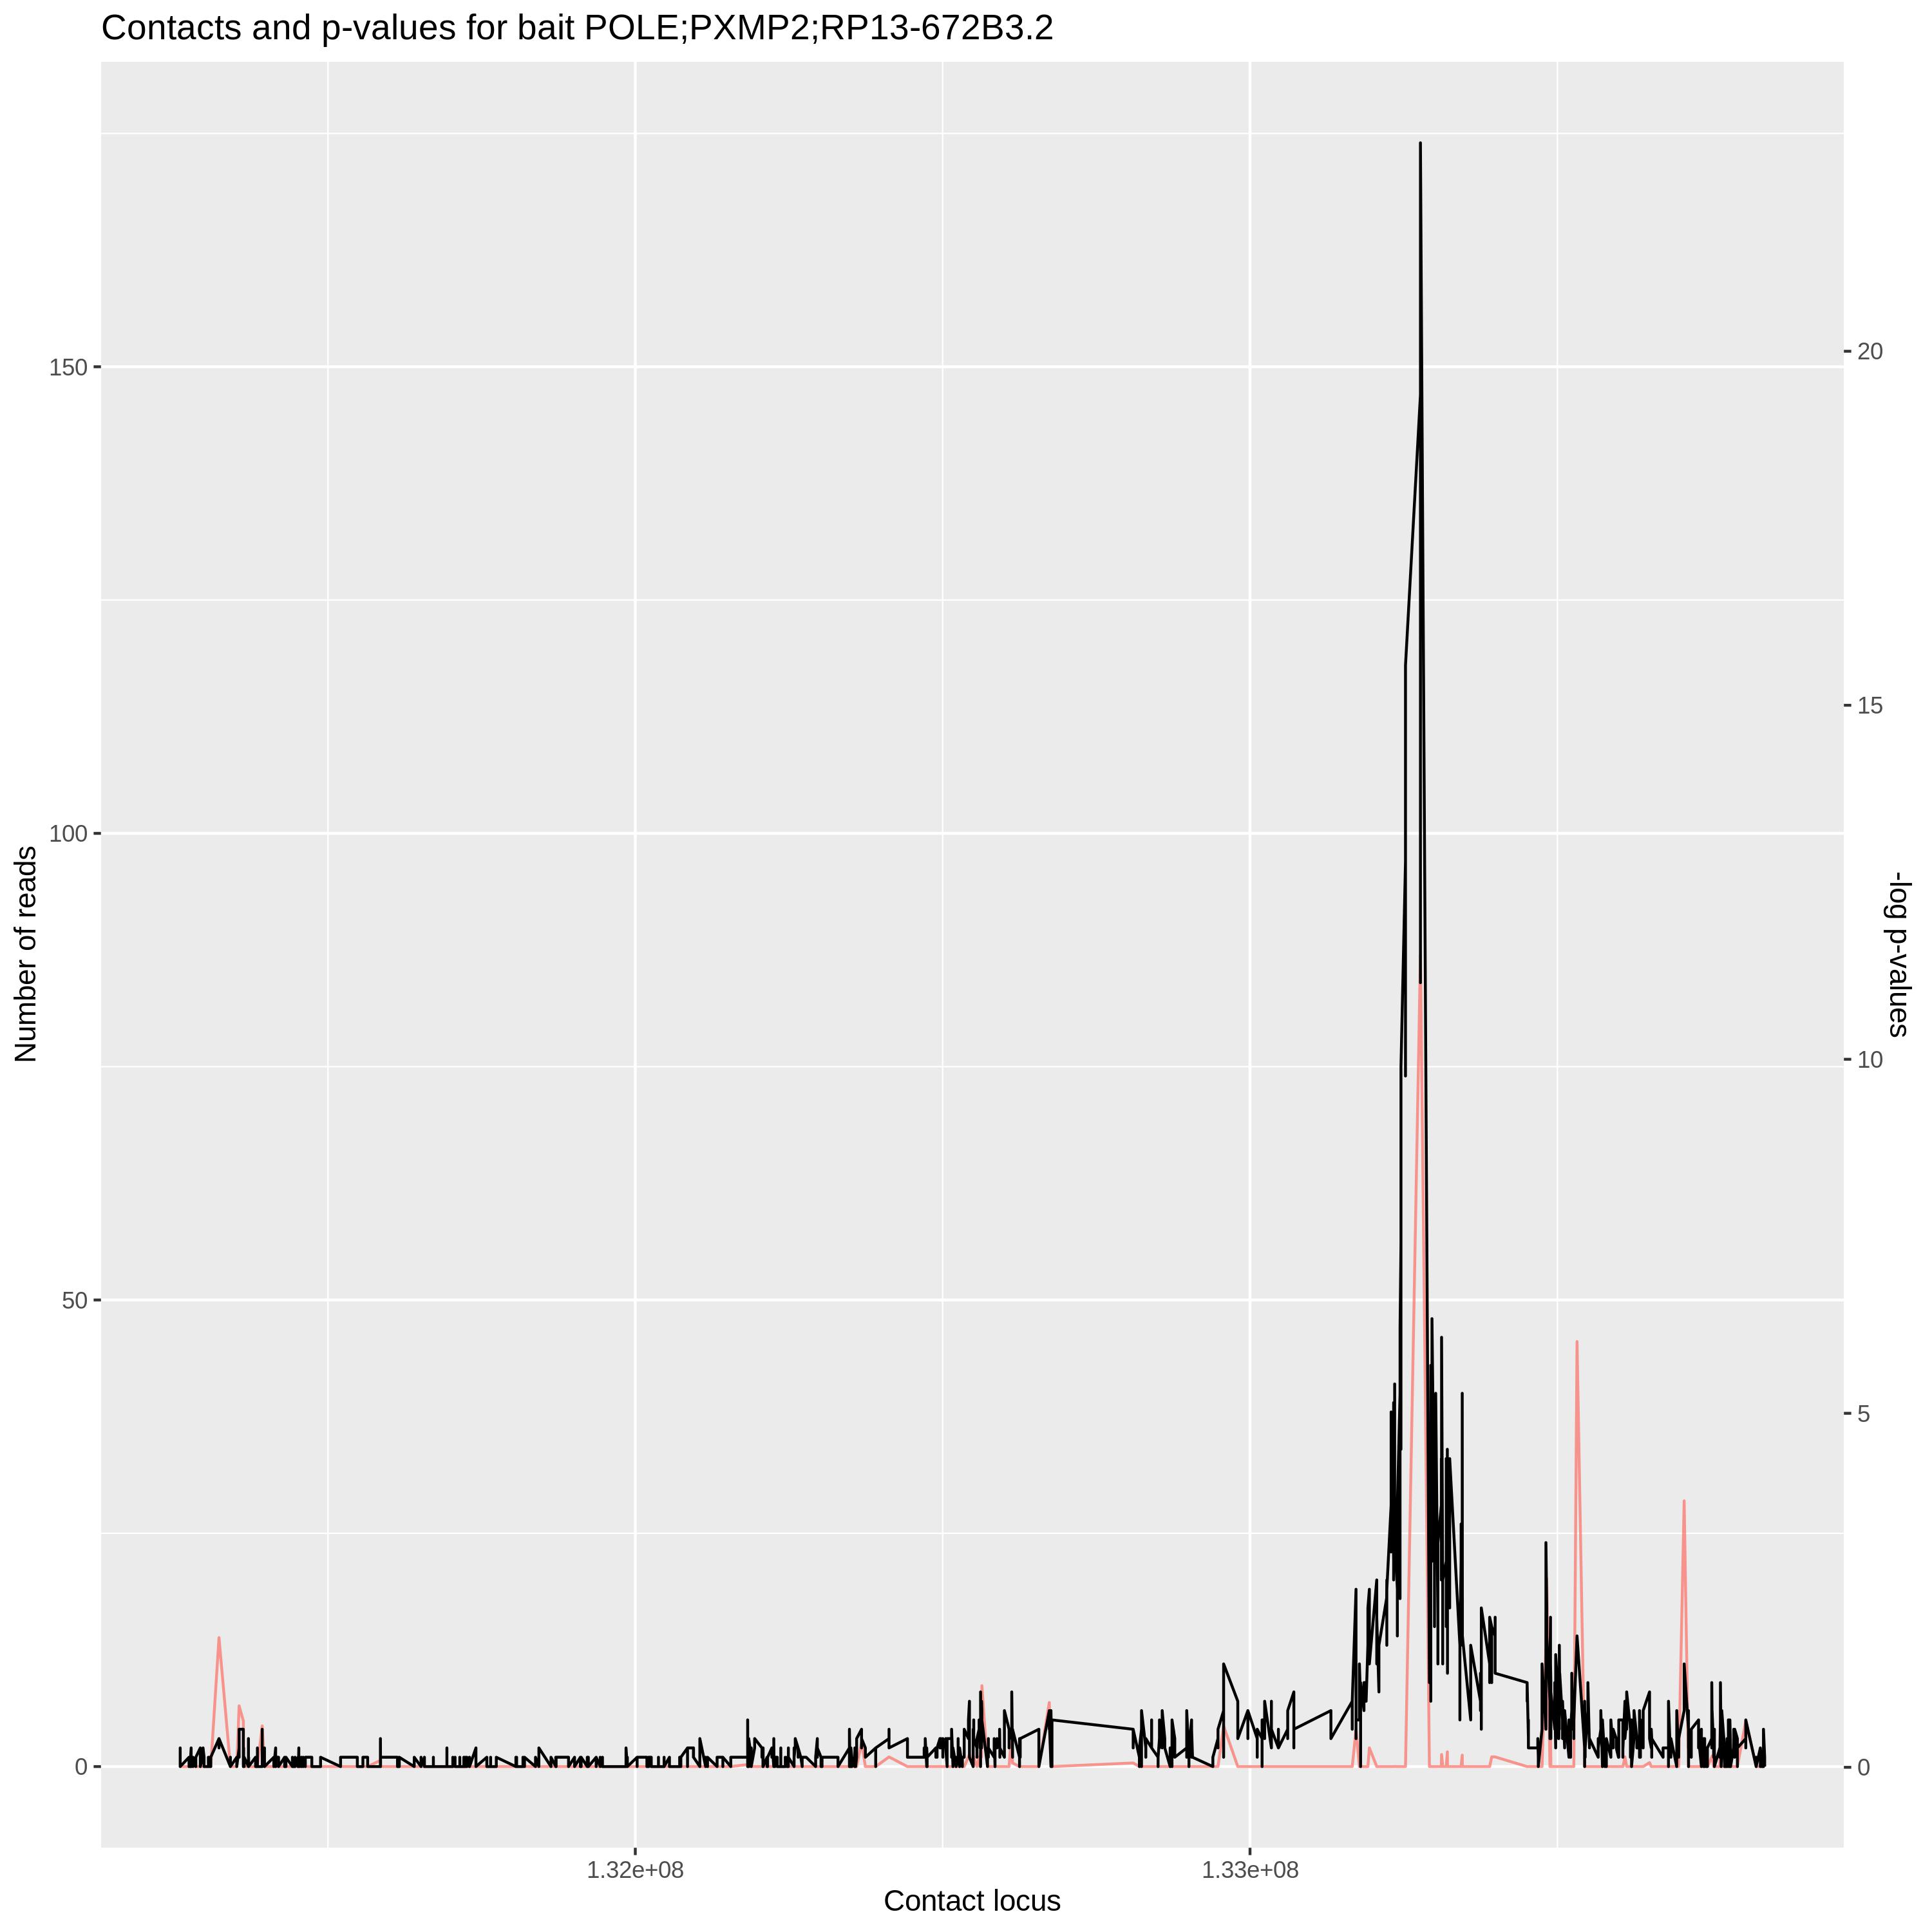 Contacts and p-values for bait POLE;PXMP2;RP13-672B3.2
150
100
50
0
Number of reads
20
15
10
5
0
-log p-values
1.32e+08
1.33e+08
Contact locus